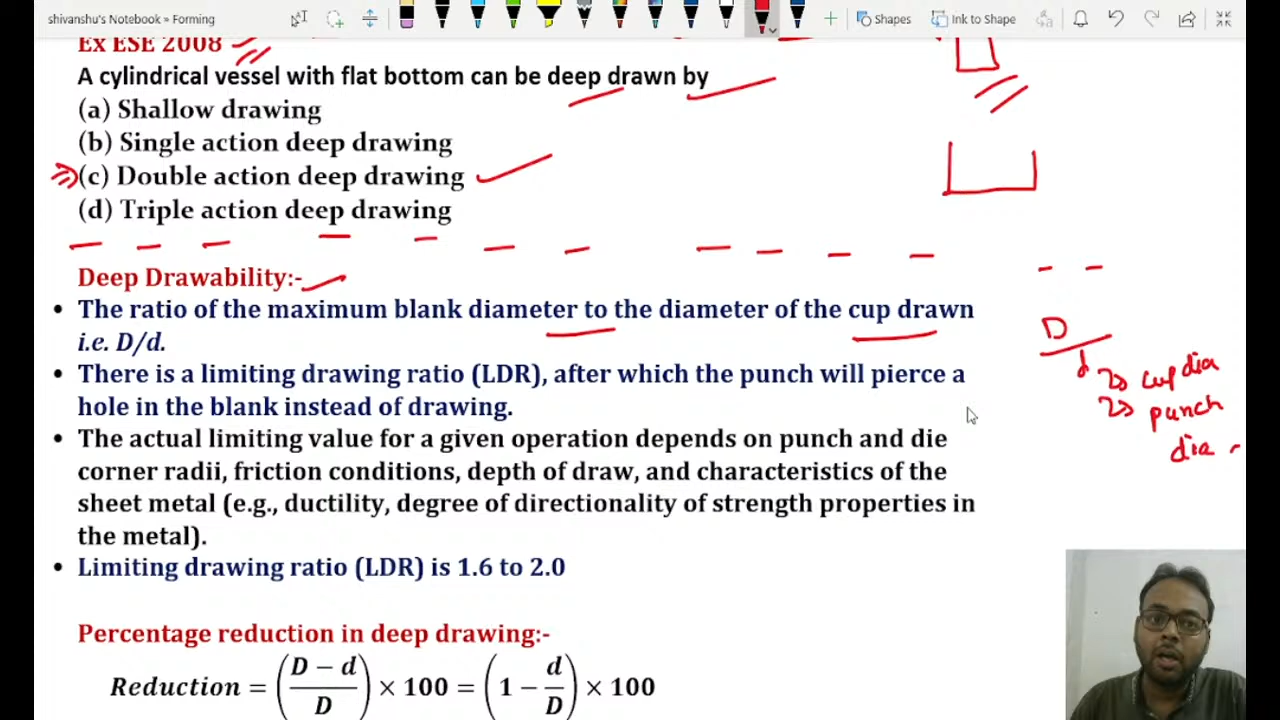 shivanshu's Notebook » Forming
Shapes
Ink to Shape
Ex ESE 2008
A cylindrical vessel with flat bottom can be deep drawn by
(a) Shallow drawing
(b) Single action deep drawing
(c) Double action deep drawing
(d) Triple action deep drawing
Deep Drawability:-
• The ratio of the maximum blank diameter to the diameter of the cup drawn
i.e. D/d.
• There is a limiting drawing ratio (LDR), after which the punch will pierce a
hole in the blank instead of drawing.
• The actual limiting value for a given operation depends on punch and die
corner radii, friction conditions, depth of draw, and characteristics of the
sheet metal (e.g., ductility, degree of directionality of strength properties in
the metal).
• Limiting drawing ratio (LDR) is 1.6 to 2.0
D
d
cup dia
punch
dia
Percentage reduction in deep drawing:-
Reduction = (D − d / D) × 100 = (1 − d / D) × 100